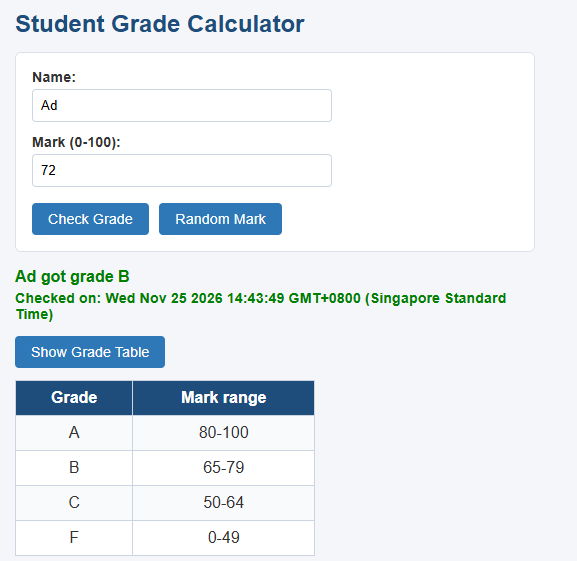 Student Grade Calculator
Name:
Ad
Mark (0-100):
72
Check Grade Random Mark
Ad got grade B
Checked on: Wed Nov 25 2026 14:43:49 GMT+0800 (Singapore Standard
Time)
Show Grade Table
Grade Mark range
A 80-100
B 65-79
C 50-64
F 0-49